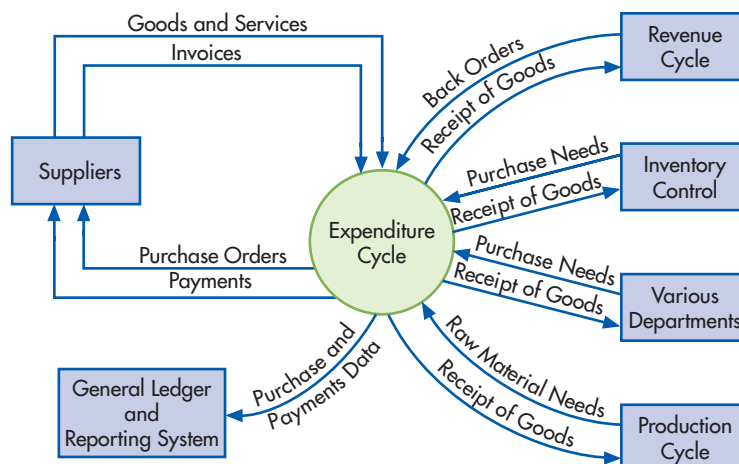 Goods and Services
Invoices
Suppliers
Purchase Orders
Payments
Expenditure
Cycle
Back Orders
Receipt of Goods
Revenue
Cycle
Purchase Needs
Receipt of Goods
Inventory
Control
Purchase Needs
Receipt of Goods
Various
Departments
Raw Material Needs
Receipt of Goods
Production
Cycle
Purchase and
Payments Data
General Ledger
and
Reporting System